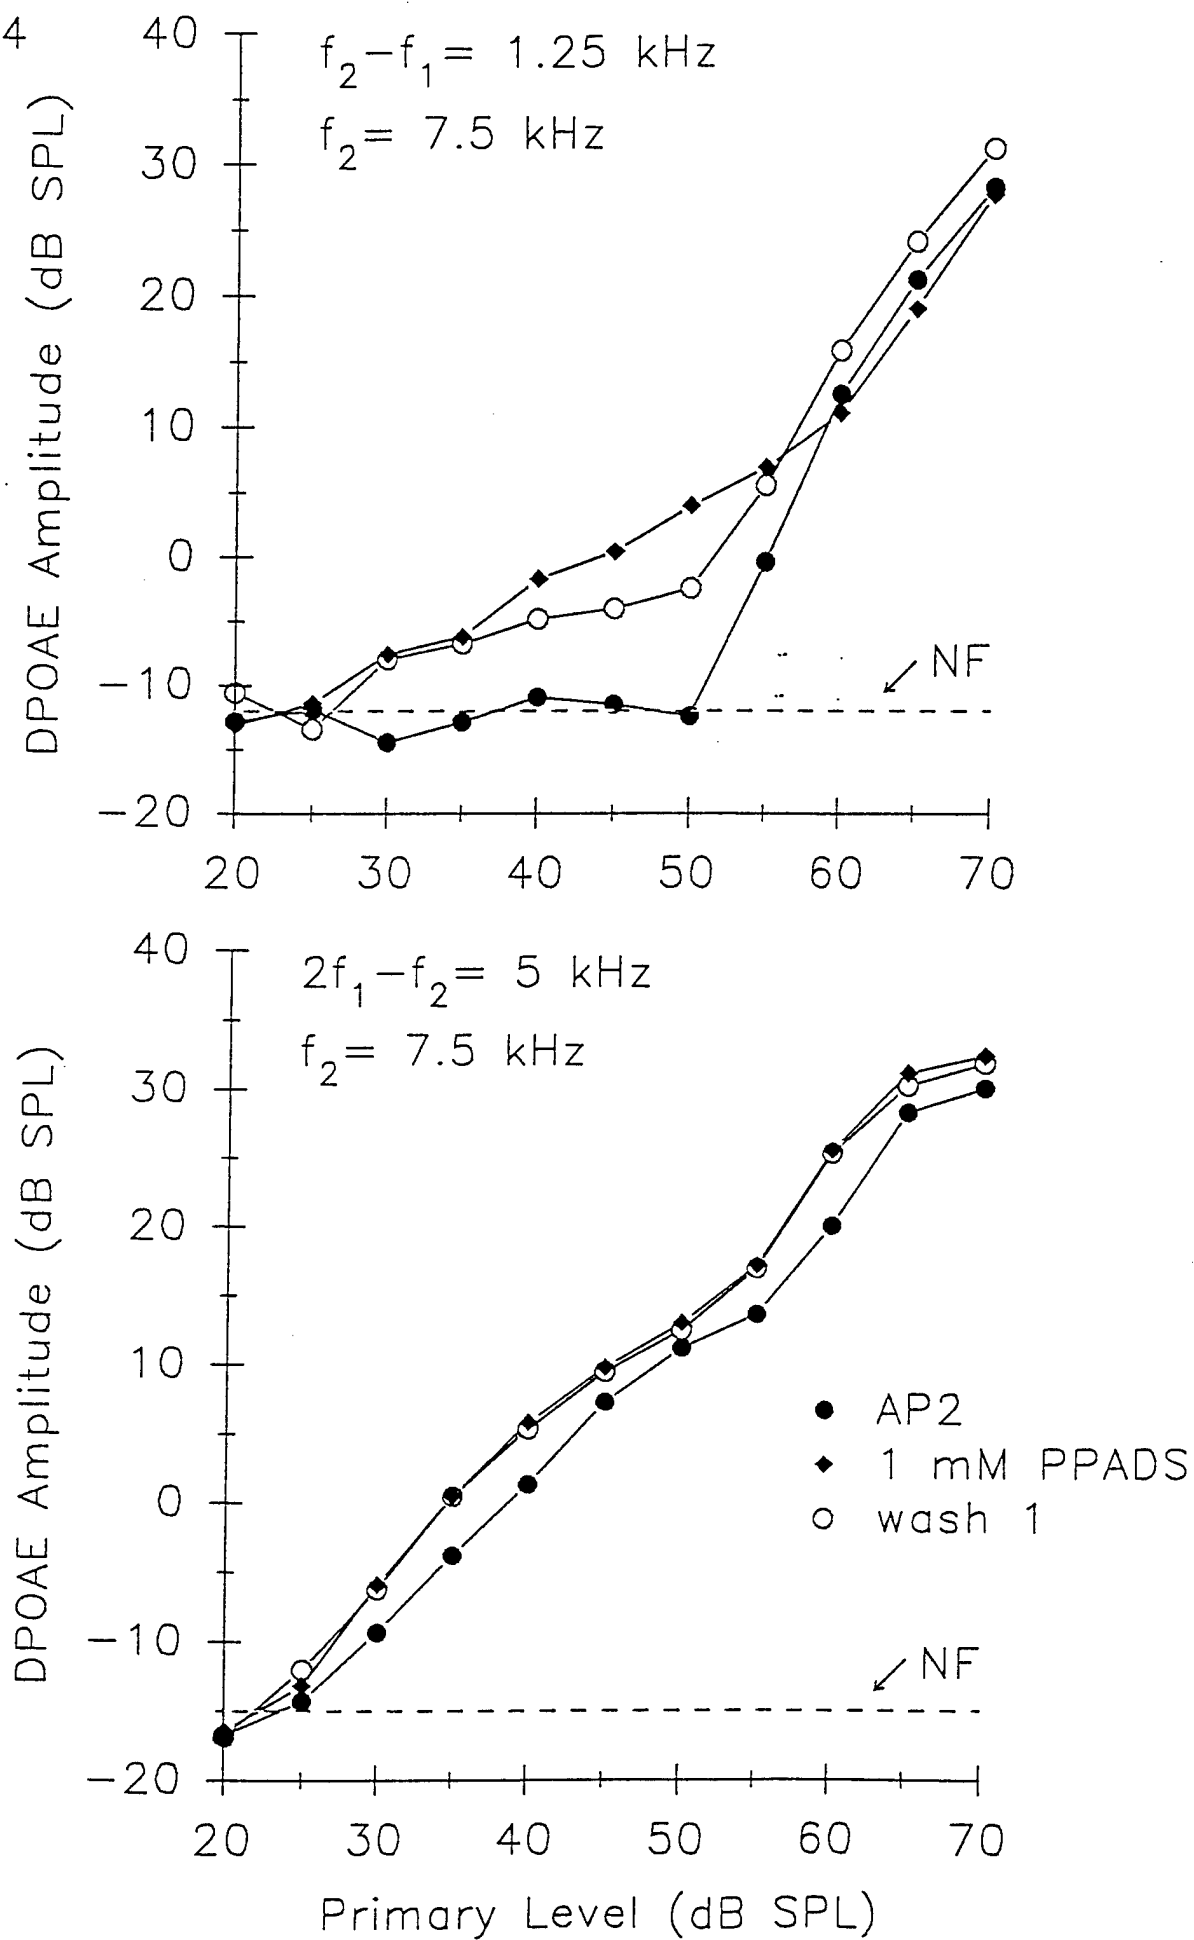 4
40
f2-f1= 1.25 kHz
f2= 7.5 kHz
30
20
10
0
-10
-20
DPOAE Amplitude (dB SPL)
NF
20 30 40 50 60 70
40
2f1-f2= 5 kHz
f2= 7.5 kHz
30
20
10
0
-10
-20
DPOAE Amplitude (dB SPL)
AP2
1 mM PPADS
wash 1
NF
20 30 40 50 60 70
Primary Level (dB SPL)